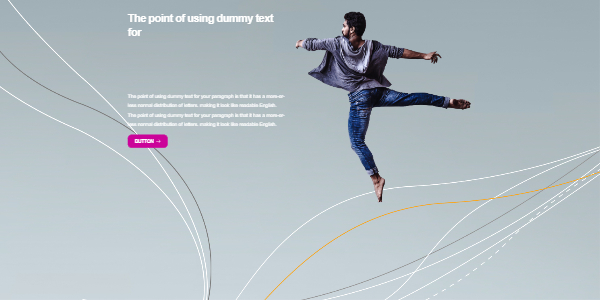 The point of using dummy text
for
The point of using dummy text for your paragraph is that it has a more-or-
less normal distribution of letters. making it look like readable English.
The point of using dummy text for your paragraph is that it has a more-or-
less normal distribution of letters. making it look like readable English.
BUTTON →